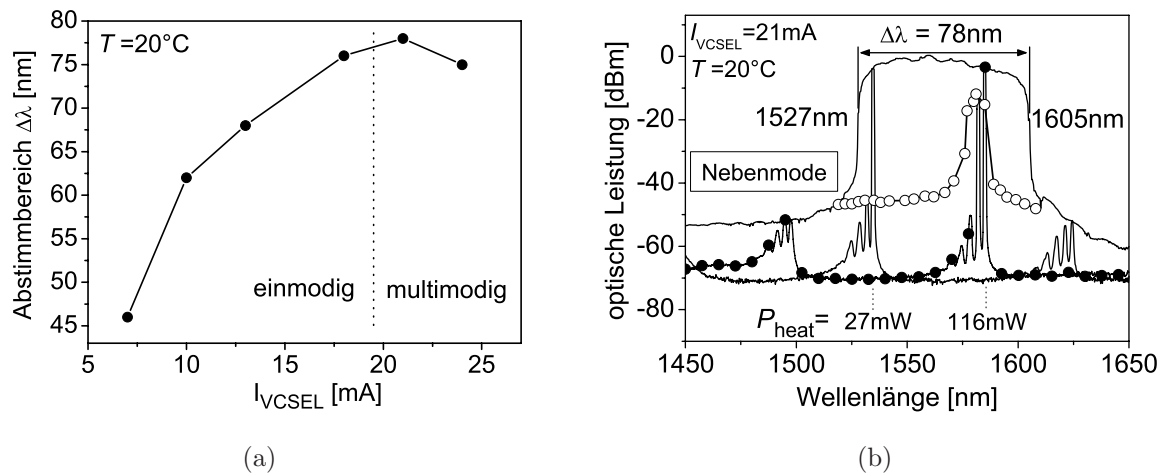 T =20°C
80
75
70
65
60
55
50
45
Abstimmbereich Δλ [nm]
einmodig
multimodig
5
10
15
20
25
I_VCSEL [mA]
(a)
I_VCSEL=21mA
T =20°C
Δλ = 78nm
1527nm
1605nm
Nebenmode
0
-20
-40
-60
-80
optische Leistung [dBm]
P_heat= 27mW 116mW
1450
1500
1550
1600
1650
Wellenlänge [nm]
(b)